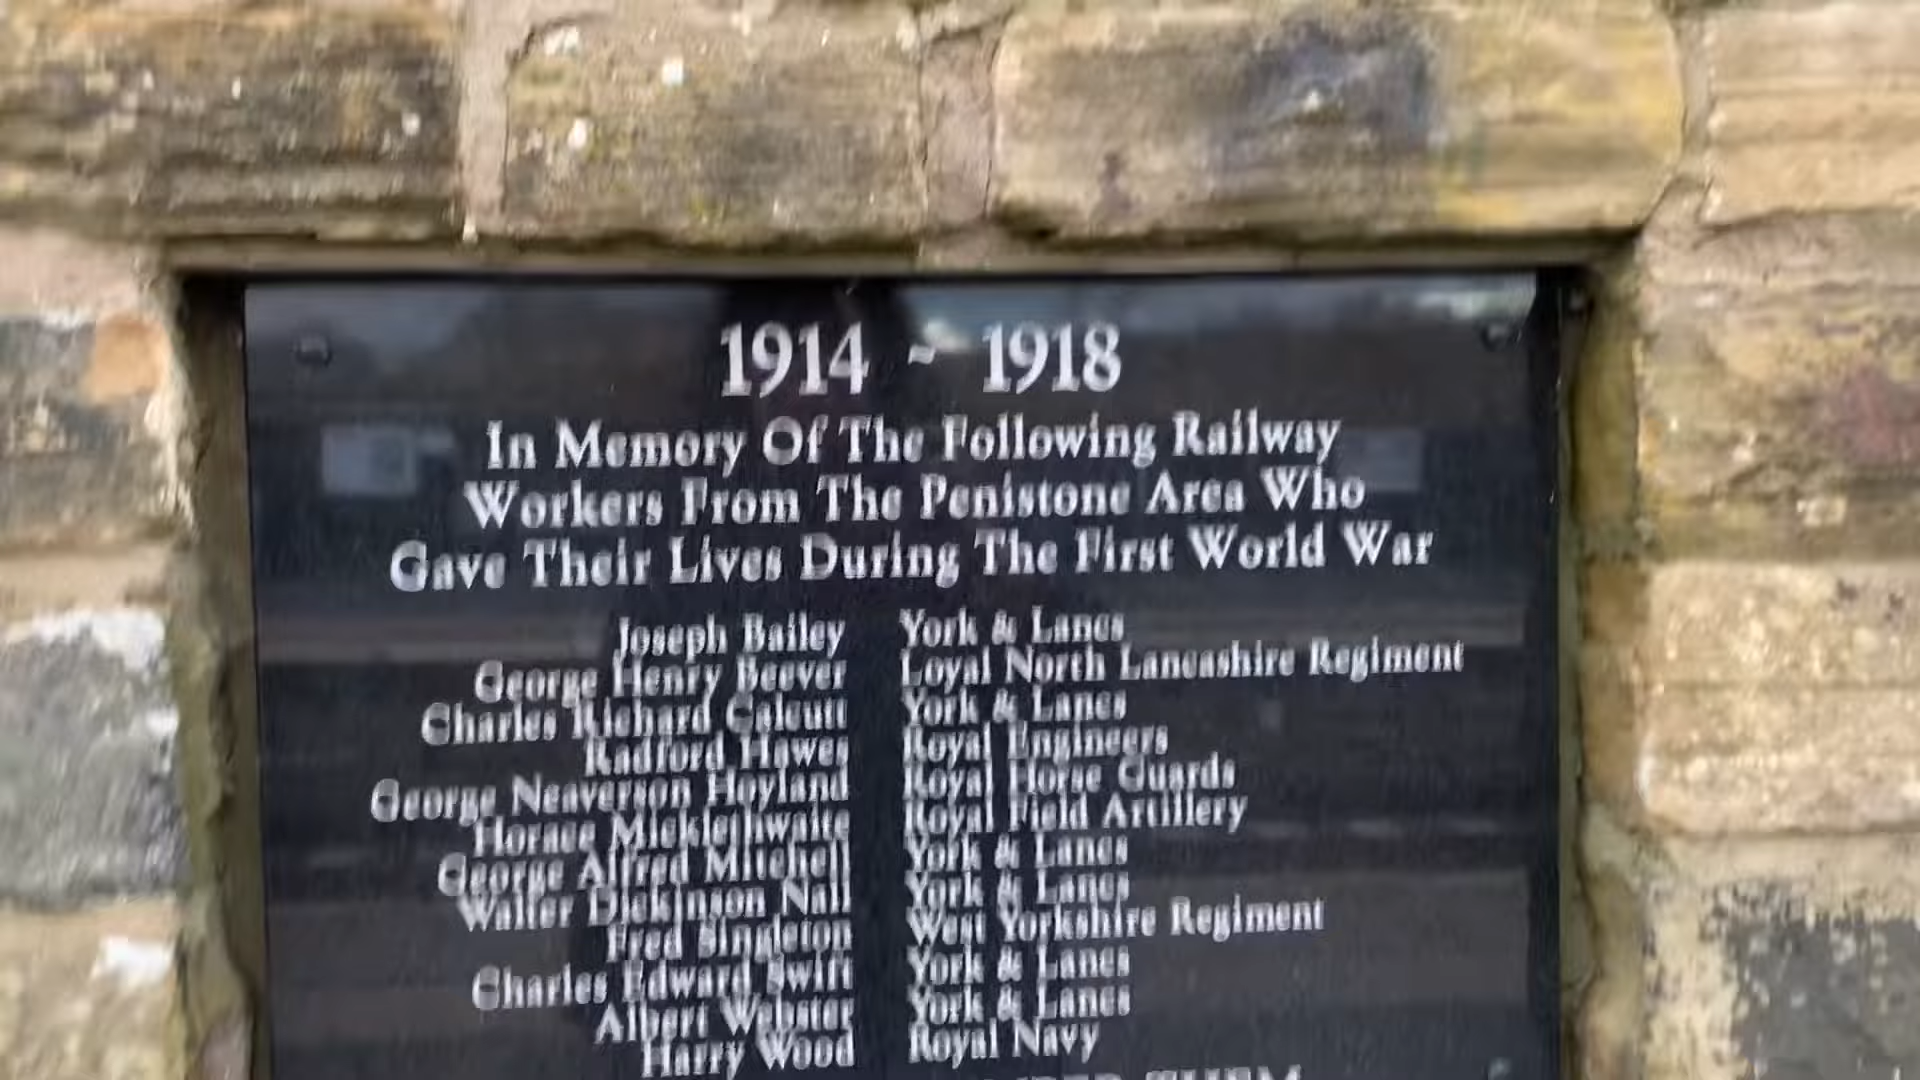 1914 ~ 1918
In Memory Of The Following Railway
Workers From The Penistone Area Who
Gave Their Lives During The First World War
Joseph Bailey York & Lancs
George Henry Beever Loyal North Lancashire Regiment
Charles Richard Calcutt York & Lancs
Radford Hawes Royal Engineers
George Neaverson Hoyland Royal Horse Guards
Horace Micklethwaite Royal Field Artillery
George Alfred Mitchell York & Lancs
Walter Dickinson Nall York & Lancs
Fred Singleton West Yorkshire Regiment
Charles Edward Swift York & Lancs
Albert Webster York & Lancs
Harry Wood Royal Navy
THEM